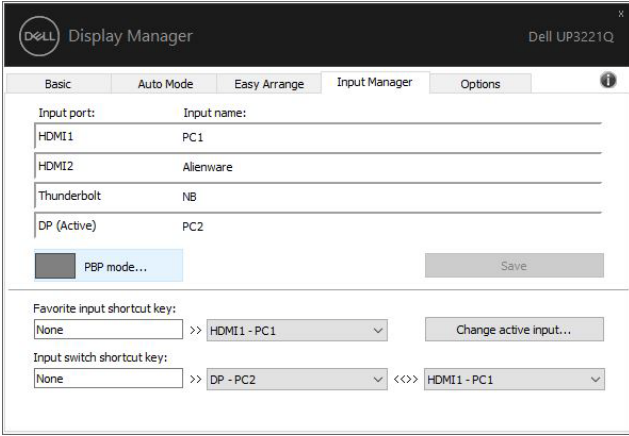 x
DELL Display Manager Dell UP3221Q
Basic Auto Mode Easy Arrange Input Manager Options i
Input port: Input name:
HDMI1 PC1
HDMI2 Alienware
Thunderbolt NB
DP (Active) PC2
PBP mode... Save
Favorite input shortcut key:
None >> HDMI1 - PC1 Change active input...
Input switch shortcut key:
None >> DP - PC2 <<>> HDMI1 - PC1